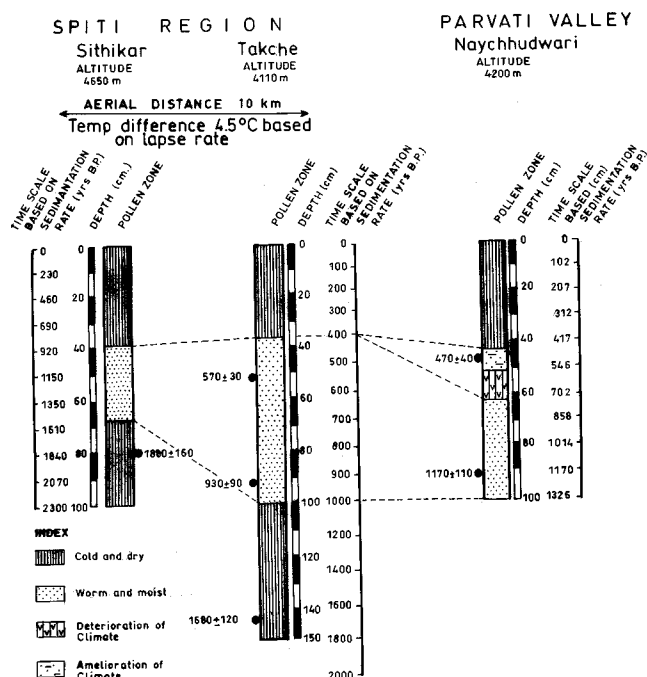 SPITI REGION
Sithikar
ALTITUDE
4650 m
Takche
ALTITUDE
4110 m
AERIAL DISTANCE 10 km
Temp difference 4.5°C based
on lapse rate
PARVATI VALLEY
Naychhudwari
ALTITUDE
4200 m
TIME SCALE
BASED ON
SEDIMANTATION
RATE (yrs B.P.)
DEPTH (cm.)
POLLEN ZONE
0
230
460
690
920
1150
1350
1610
1840
2070
2300
0
20
40
60
80
100
1880±160
POLLEN ZONE
DEPTH (cm)
TIME SCALE
BASED ON
SEDIMENTATION
RATE (yrs B.P.)
570±30
930±90
1680±120
0
20
40
60
80
100
120
140
150
0
100
200
300
400
500
600
700
800
900
1000
1200
1400
1600
1800
2000
POLLEN ZONE
DEPTH (cm)
TIME SCALE
BASED (cm)
SEDIMENTATION
RATE (yrs B.P.)
470±40
1170±110
0
20
40
60
80
100
0
102
207
312
417
546
702
858
1014
1170
1326
INDEX
Cold and dry
Worm and moist
Deterioration of
Climate
Amelioration of
Climate